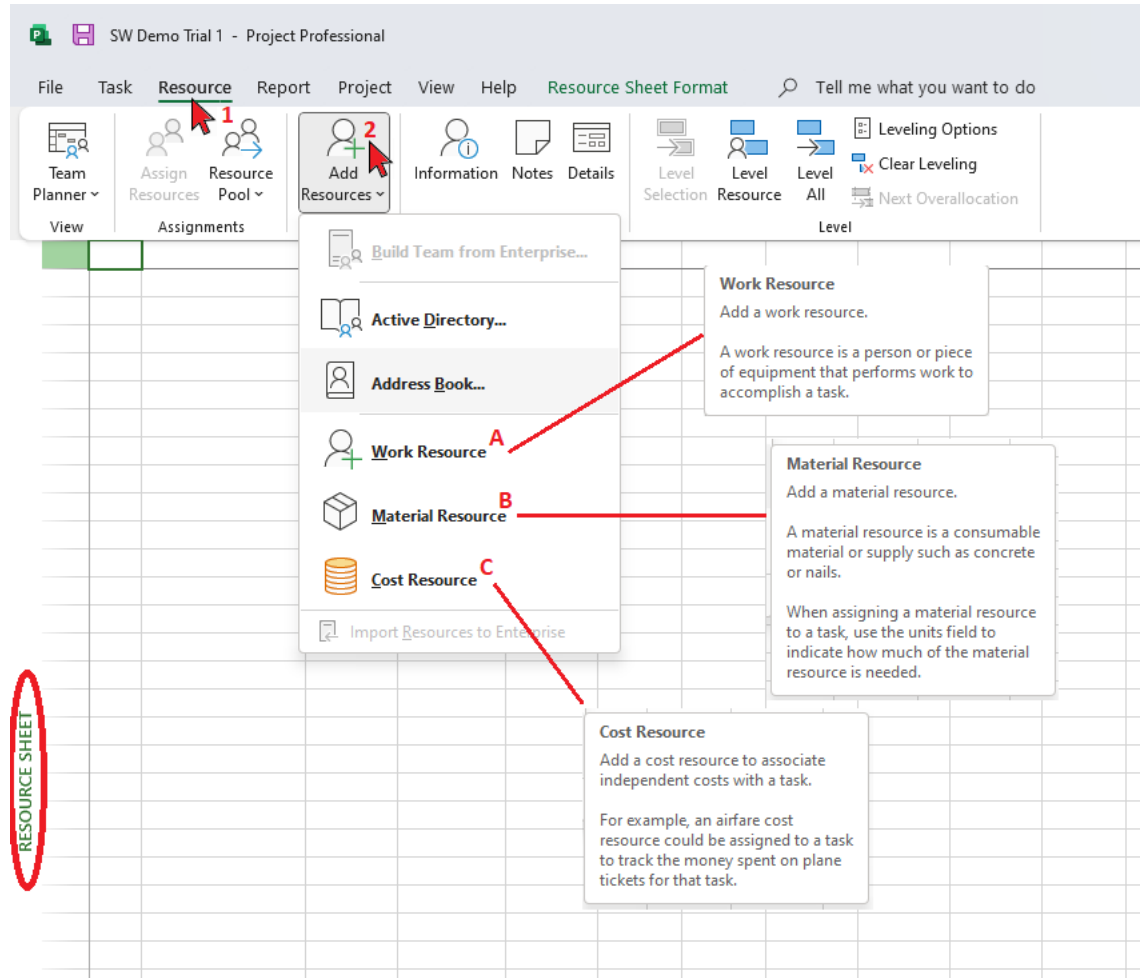 SW Demo Trial 1 - Project Professional
File Task Resource Report Project View Help Resource Sheet Format Tell me what you want to do
1
2
Team Planner
Assign Resources
Resource Pool
Add Resources
Information
Notes
Details
Level Selection
Level Resource
Level All
Leveling Options
Clear Leveling
Next Overallocation
View
Assignments
Level
Build Team from Enterprise...
Active Directory...
Address Book...
Work Resource
A
Material Resource
B
Cost Resource
C
Import Resources to Enterprise
Work Resource
Add a work resource.
A work resource is a person or piece
of equipment that performs work to
accomplish a task.
Material Resource
Add a material resource.
A material resource is a consumable
material or supply such as concrete
or nails.
When assigning a material resource
to a task, use the units field to
indicate how much of the material
resource is needed.
Cost Resource
Add a cost resource to associate
independent costs with a task.
For example, an airfare cost
resource could be assigned to a task
to track the money spent on plane
tickets for that task.
RESOURCE SHEET